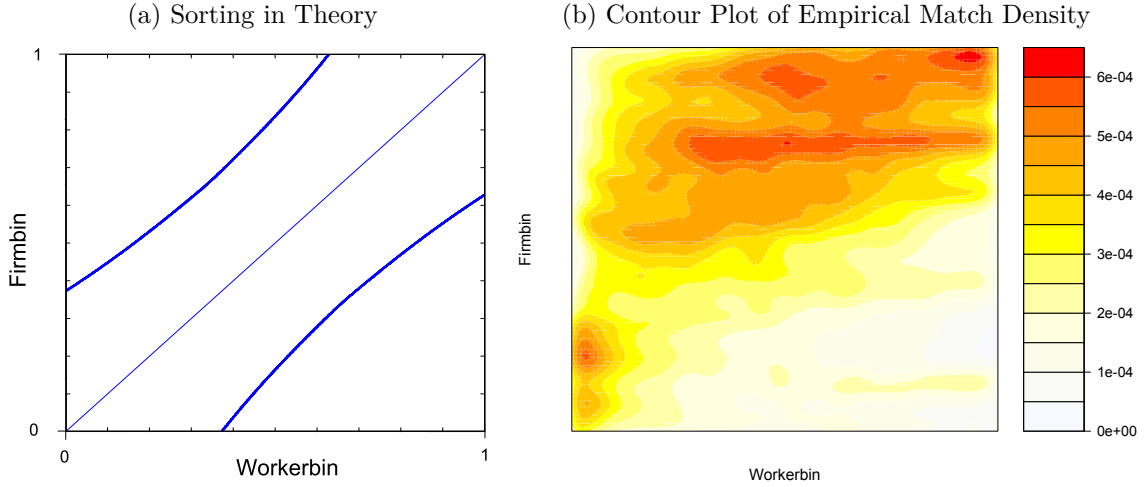 (a) Sorting in Theory
1
Firmbin
0
0
Workerbin
1
(b) Contour Plot of Empirical Match Density
Firmbin
Workerbin
6e-04
5e-04
4e-04
3e-04
2e-04
1e-04
0e+00